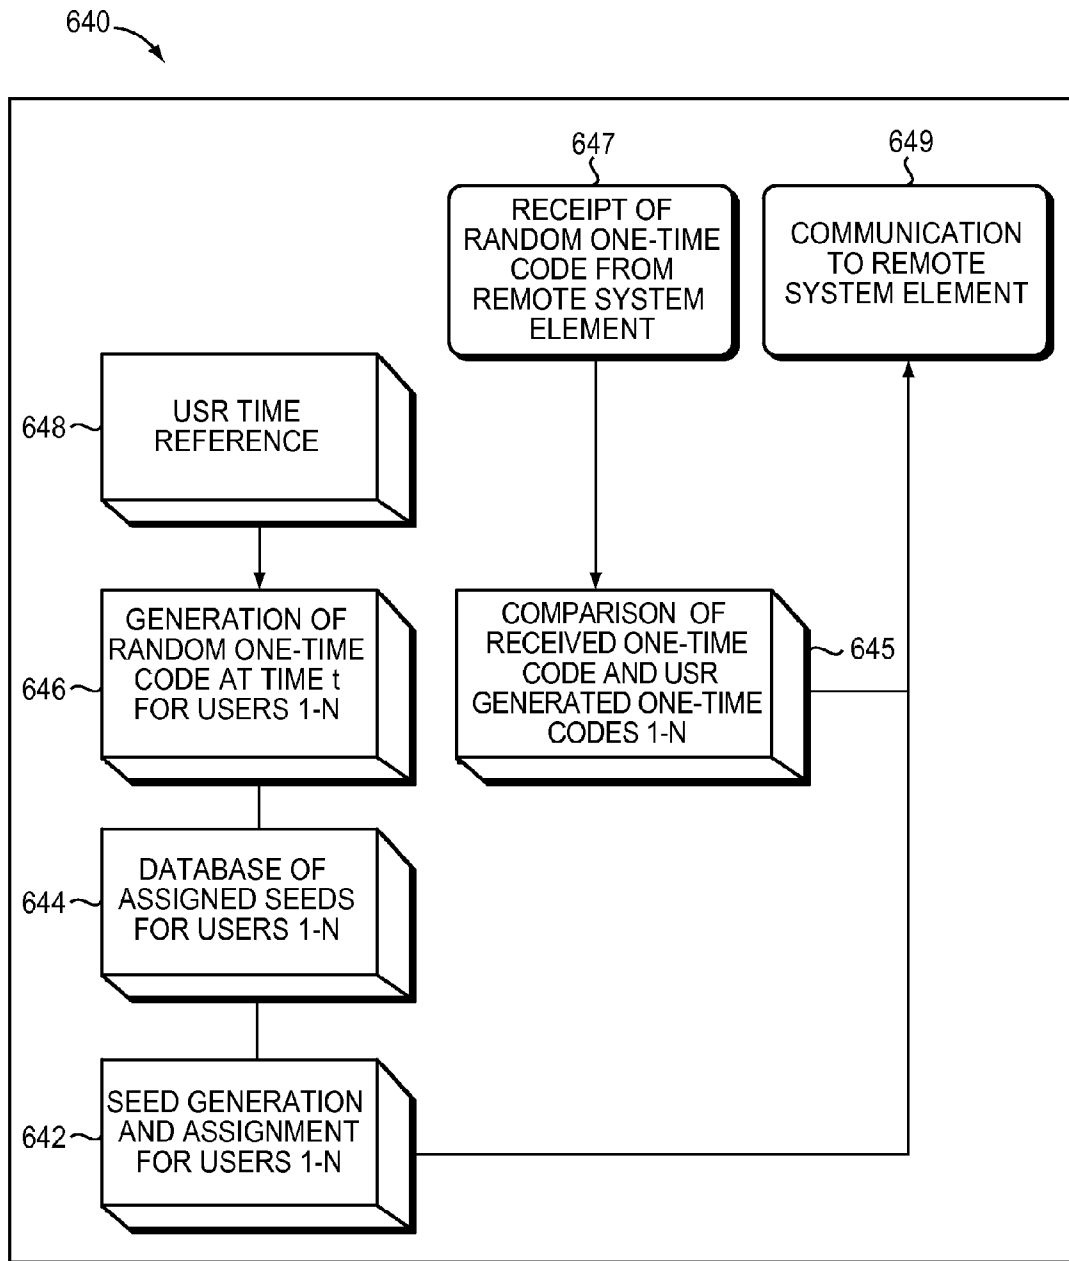 640
647
649
RECEIPT OF
RANDOM ONE-TIME
CODE FROM
REMOTE SYSTEM
ELEMENT
COMMUNICATION
TO REMOTE
SYSTEM ELEMENT
648
USR TIME
REFERENCE
646
GENERATION OF
RANDOM ONE-TIME
CODE AT TIME t
FOR USERS 1-N
COMPARISON OF
RECEIVED ONE-TIME
CODE AND USR
GENERATED ONE-TIME
CODES 1-N
645
644
DATABASE OF
ASSIGNED SEEDS
FOR USERS 1-N
642
SEED GENERATION
AND ASSIGNMENT
FOR USERS 1-N